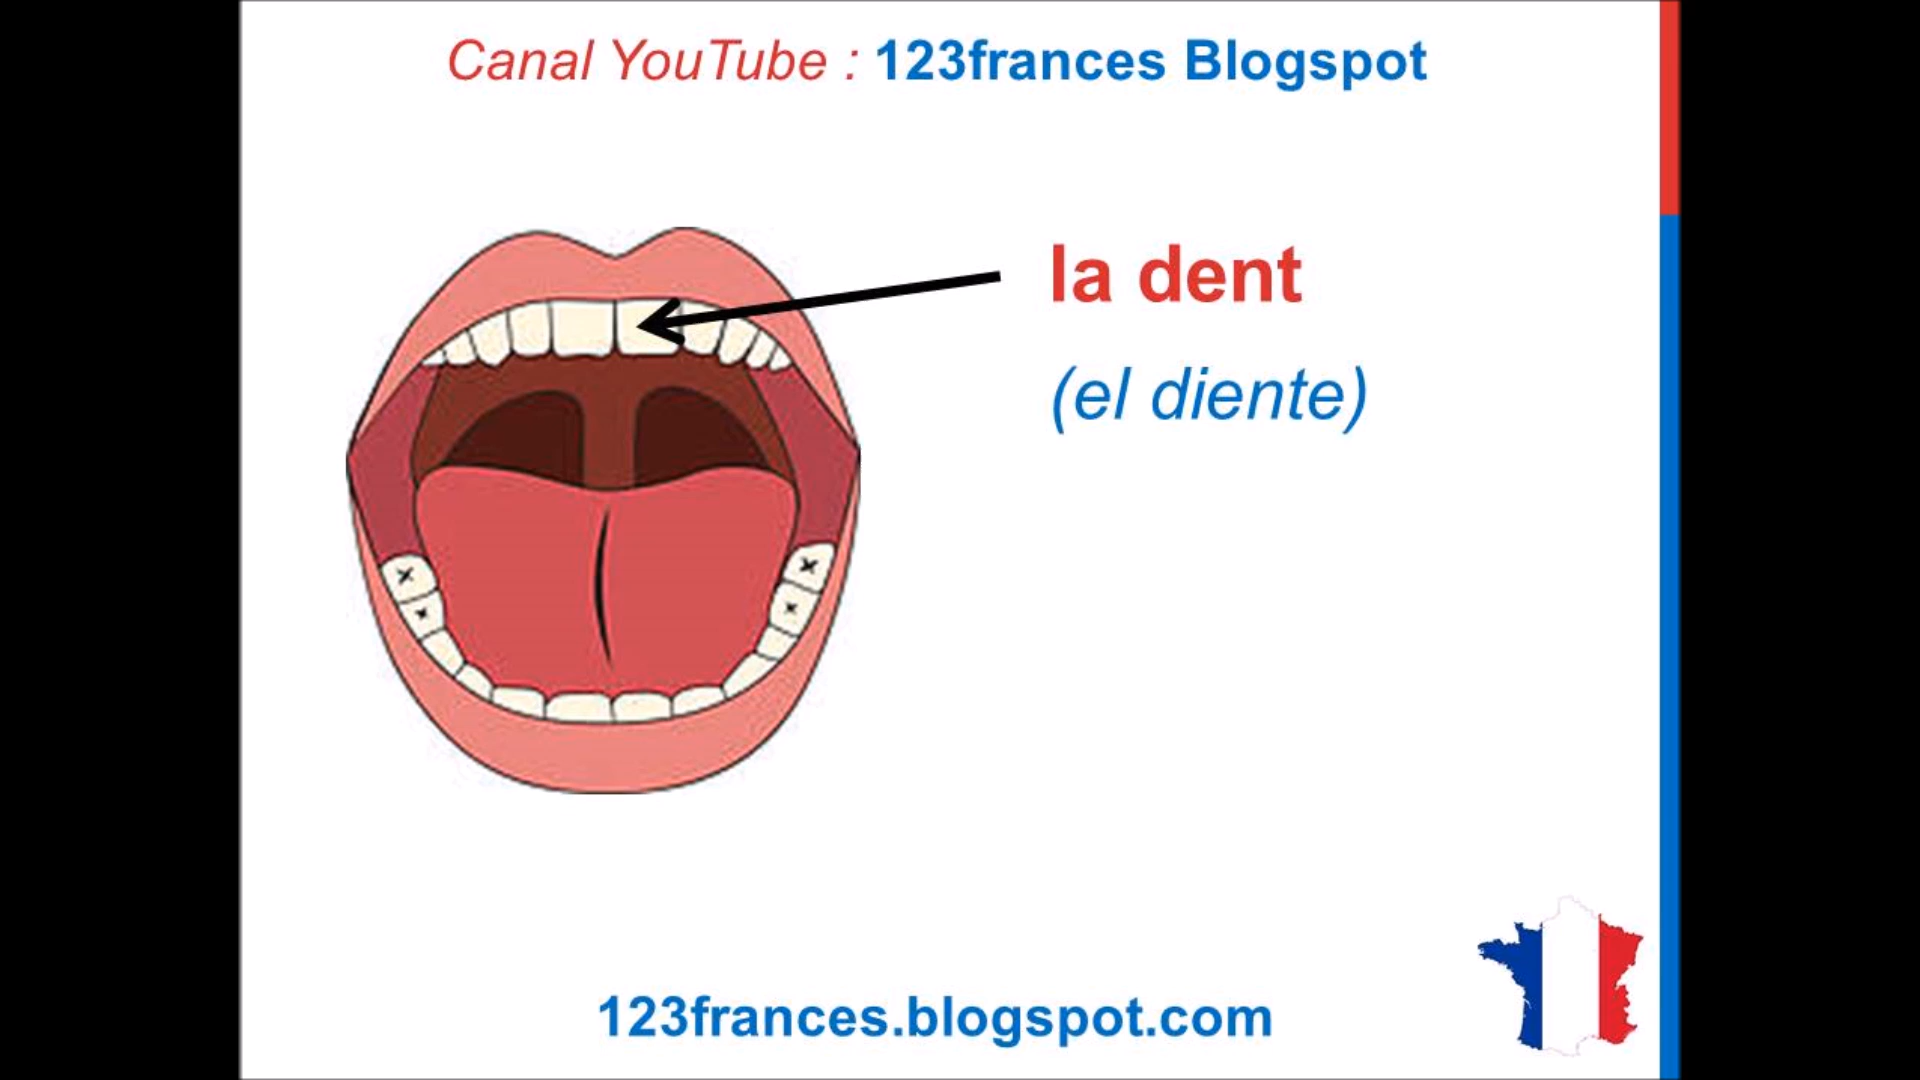 Canal YouTube : 123frances Blogspot
la dent
(el diente)
123frances.blogspot.com